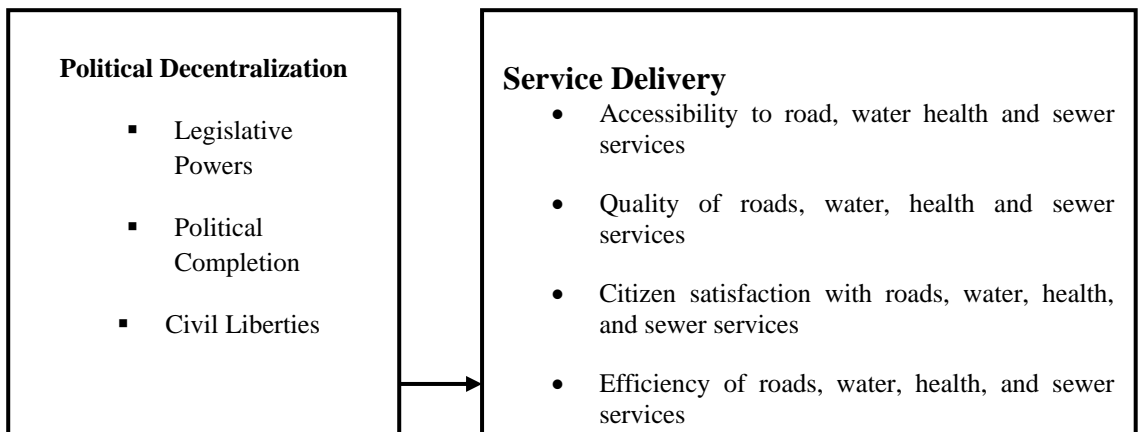 Political Decentralization
▪ Legislative
Powers
▪ Political
Completion
▪ Civil Liberties
Service Delivery
• Accessibility to road, water health and sewer
services
• Quality of roads, water, health and sewer
services
• Citizen satisfaction with roads, water, health,
and sewer services
• Efficiency of roads, water, health, and sewer
services